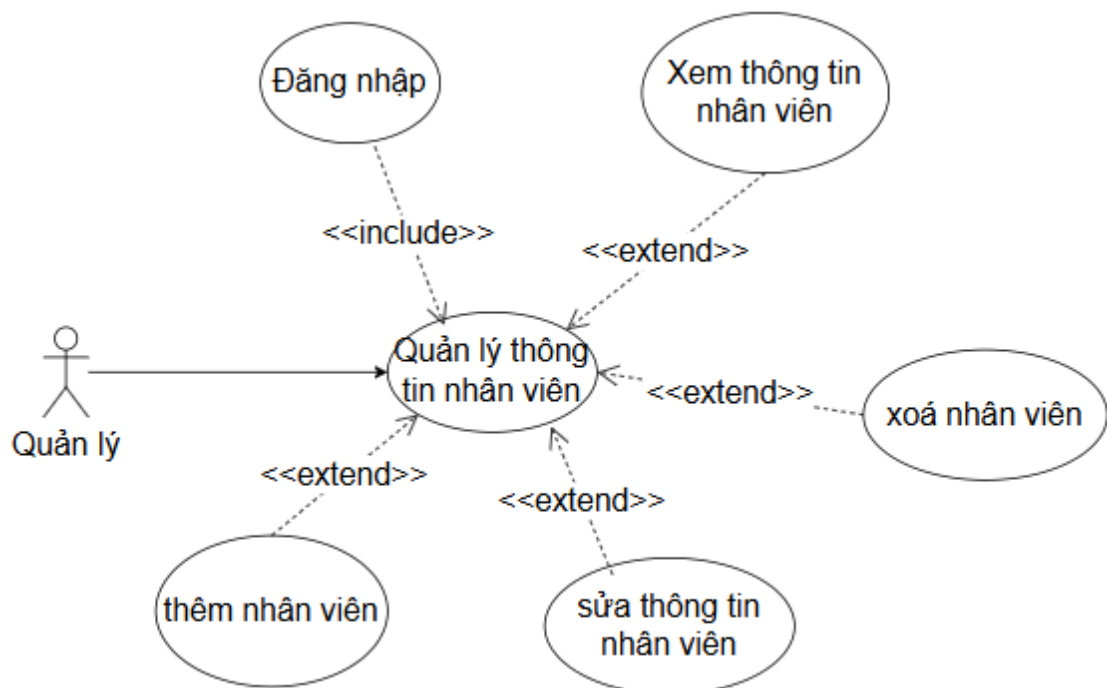 Đăng nhập
Xem thông tin
nhân viên
<<include>>
<<extend>>
Quản lý thông
tin nhân viên
<<extend>>
xoá nhân viên
Quản lý
<<extend>>
<<extend>>
thêm nhân viên
sửa thông tin
nhân viên